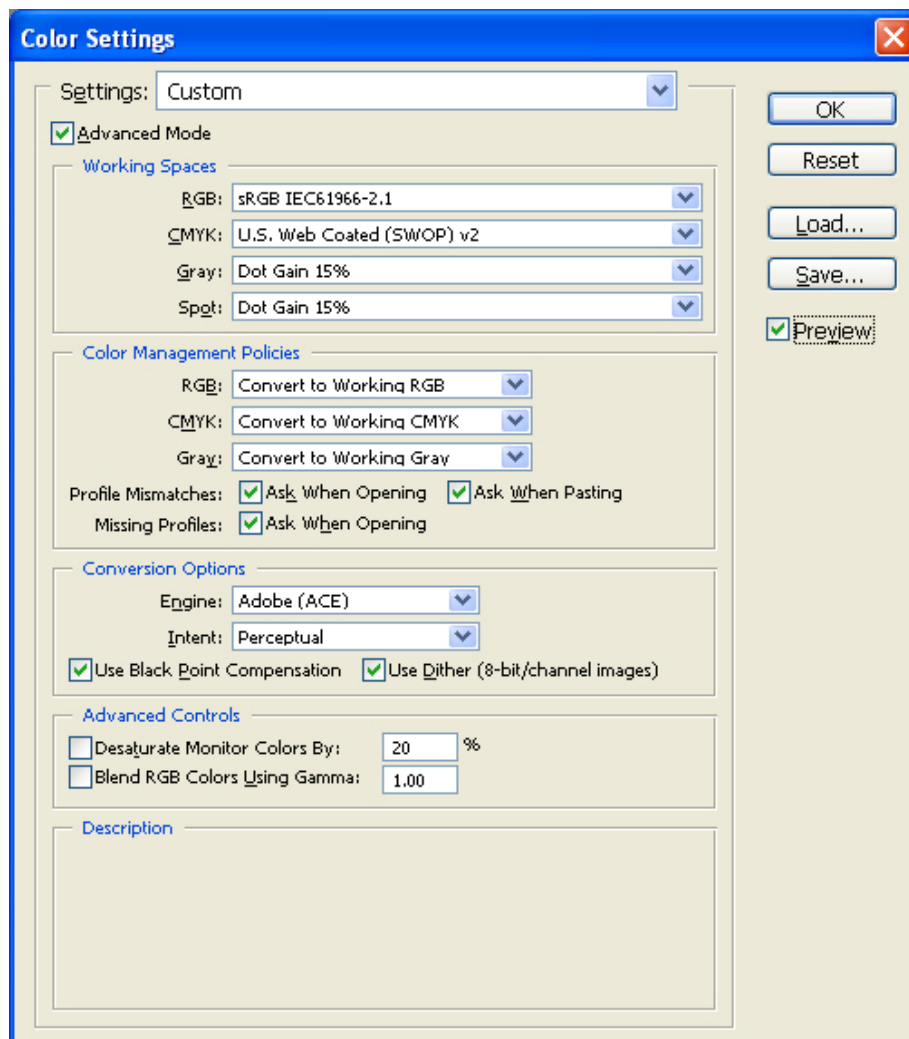 Color Settings
Settings: Custom
OK
Advanced Mode
Reset
Working Spaces
RGB: sRGB IEC61966-2.1
CMYK: U.S. Web Coated (SWOP) v2
Load...
Gray: Dot Gain 15%
Save...
Spot: Dot Gain 15%
Preview
Color Management Policies
RGB: Convert to Working RGB
CMYK: Convert to Working CMYK
Gray: Convert to Working Gray
Profile Mismatches: Ask When Opening Ask When Pasting
Missing Profiles: Ask When Opening
Conversion Options
Engine: Adobe (ACE)
Intent: Perceptual
Use Black Point Compensation Use Dither (8-bit/channel images)
Advanced Controls
Desaturate Monitor Colors By: 20 %
Blend RGB Colors Using Gamma: 1.00
Description